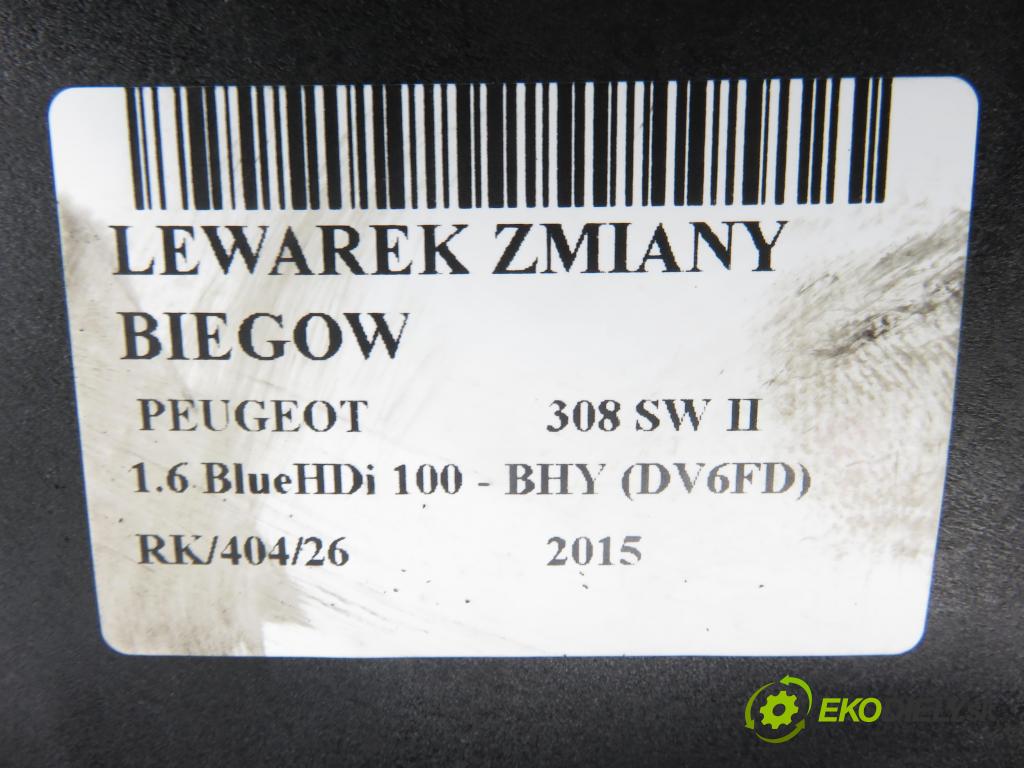 LEWAREK ZMIANY
BIEGOW
PEUGEOT 308 SW II
1.6 BlueHDi 100 - BHY (DV6FD)
RK/404/26 2015
EKO